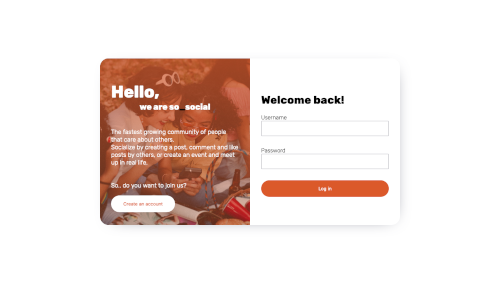 Hello,
we are so_social
The fastest growing community of people
that care about others.
Socialize by creating a post, comment and like
posts by others, or create an event and meet
up in real life.
So.. do you want to join us?
Create an account
Welcome back!
Username
Password
Log in